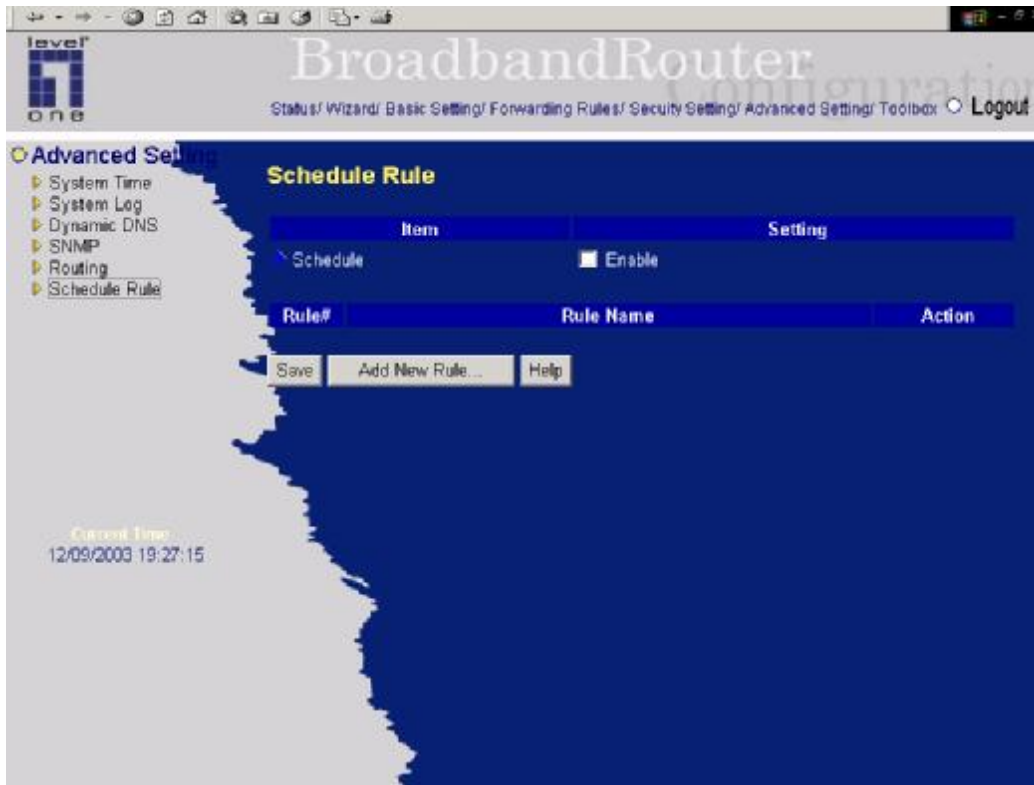 level
one
BroadbandRouter
Configuration
Status/ Wizard/ Basic Setting/ Forwarding Rules/ Secuity Setting/ Advanced Setting/ Toolbox Logout
Advanced Setting
System Time
System Log
Dynamic DNS
SNMP
Routing
Schedule Rule
Schedule Rule
Item Setting
Schedule Enable
Rule# Rule Name Action
Save Add New Rule... Help
Current Time
12/09/2003 19:27:15